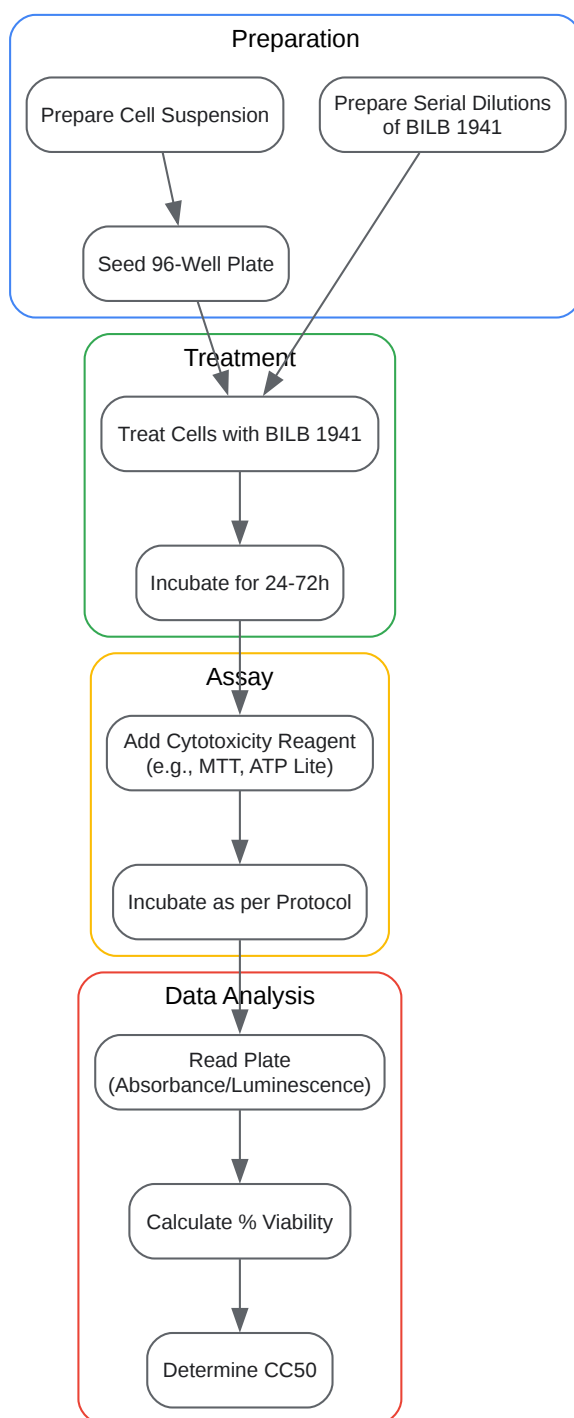 Preparation
Prepare Cell Suspension
Prepare Serial Dilutions
of BILB 1941
Seed 96-Well Plate
Treatment
Treat Cells with BILB 1941
Incubate for 24-72h
Assay
Add Cytotoxicity Reagent
(e.g., MTT, ATP Lite)
Incubate as per Protocol
Data Analysis
Read Plate
(Absorbance/Luminescence)
Calculate % Viability
Determine CC50